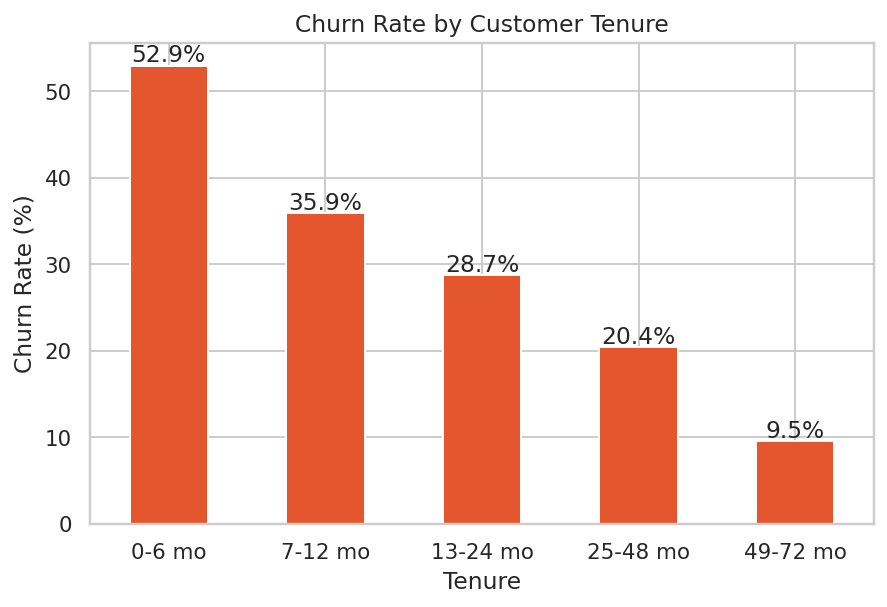 Churn Rate by Customer Tenure
Churn Rate (%)
50
40
30
20
10
0
52.9%
35.9%
28.7%
20.4%
9.5%
0-6 mo
7-12 mo
13-24 mo
25-48 mo
49-72 mo
Tenure